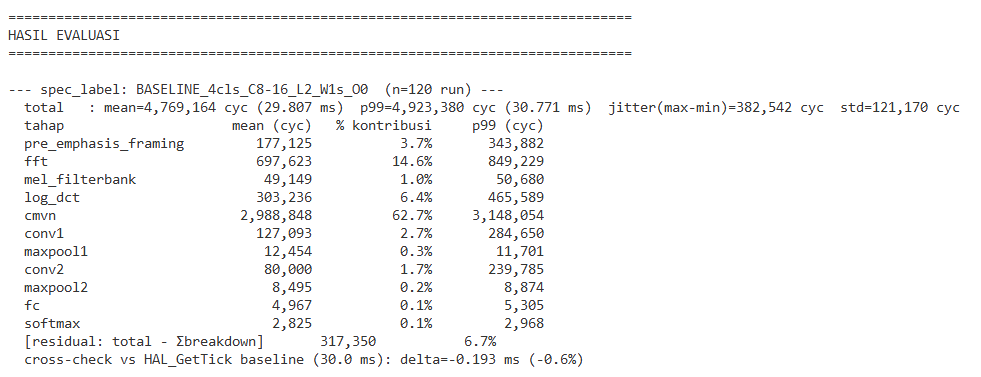 ==============================================================================
HASIL EVALUASI
==============================================================================
--- spec_label: BASELINE_4cls_C8-16_L2_W1s_O0  (n=120 run) ---
  total   : mean=4,769,164 cyc (29.807 ms)  p99=4,923,380 cyc (30.771 ms)  jitter(max-min)=382,542 cyc  std=121,170 cyc
  tahap                     mean (cyc)   % kontribusi     p99 (cyc)
  pre_emphasis_framing         177,125           3.7%       343,882
  fft                          697,623          14.6%       849,229
  mel_filterbank                49,149           1.0%        50,680
  log_dct                      303,236           6.4%       465,589
  cmvn                       2,988,848          62.7%     3,148,054
  conv1                        127,093           2.7%       284,650
  maxpool1                      12,454           0.3%        11,701
  conv2                         80,000           1.7%       239,785
  maxpool2                       8,495           0.2%         8,874
  fc                             4,967           0.1%         5,305
  softmax                        2,825           0.1%         2,968
  [residual: total - Σbreakdown]       317,350           6.7%
  cross-check vs HAL_GetTick baseline (30.0 ms): delta=-0.193 ms (-0.6%)